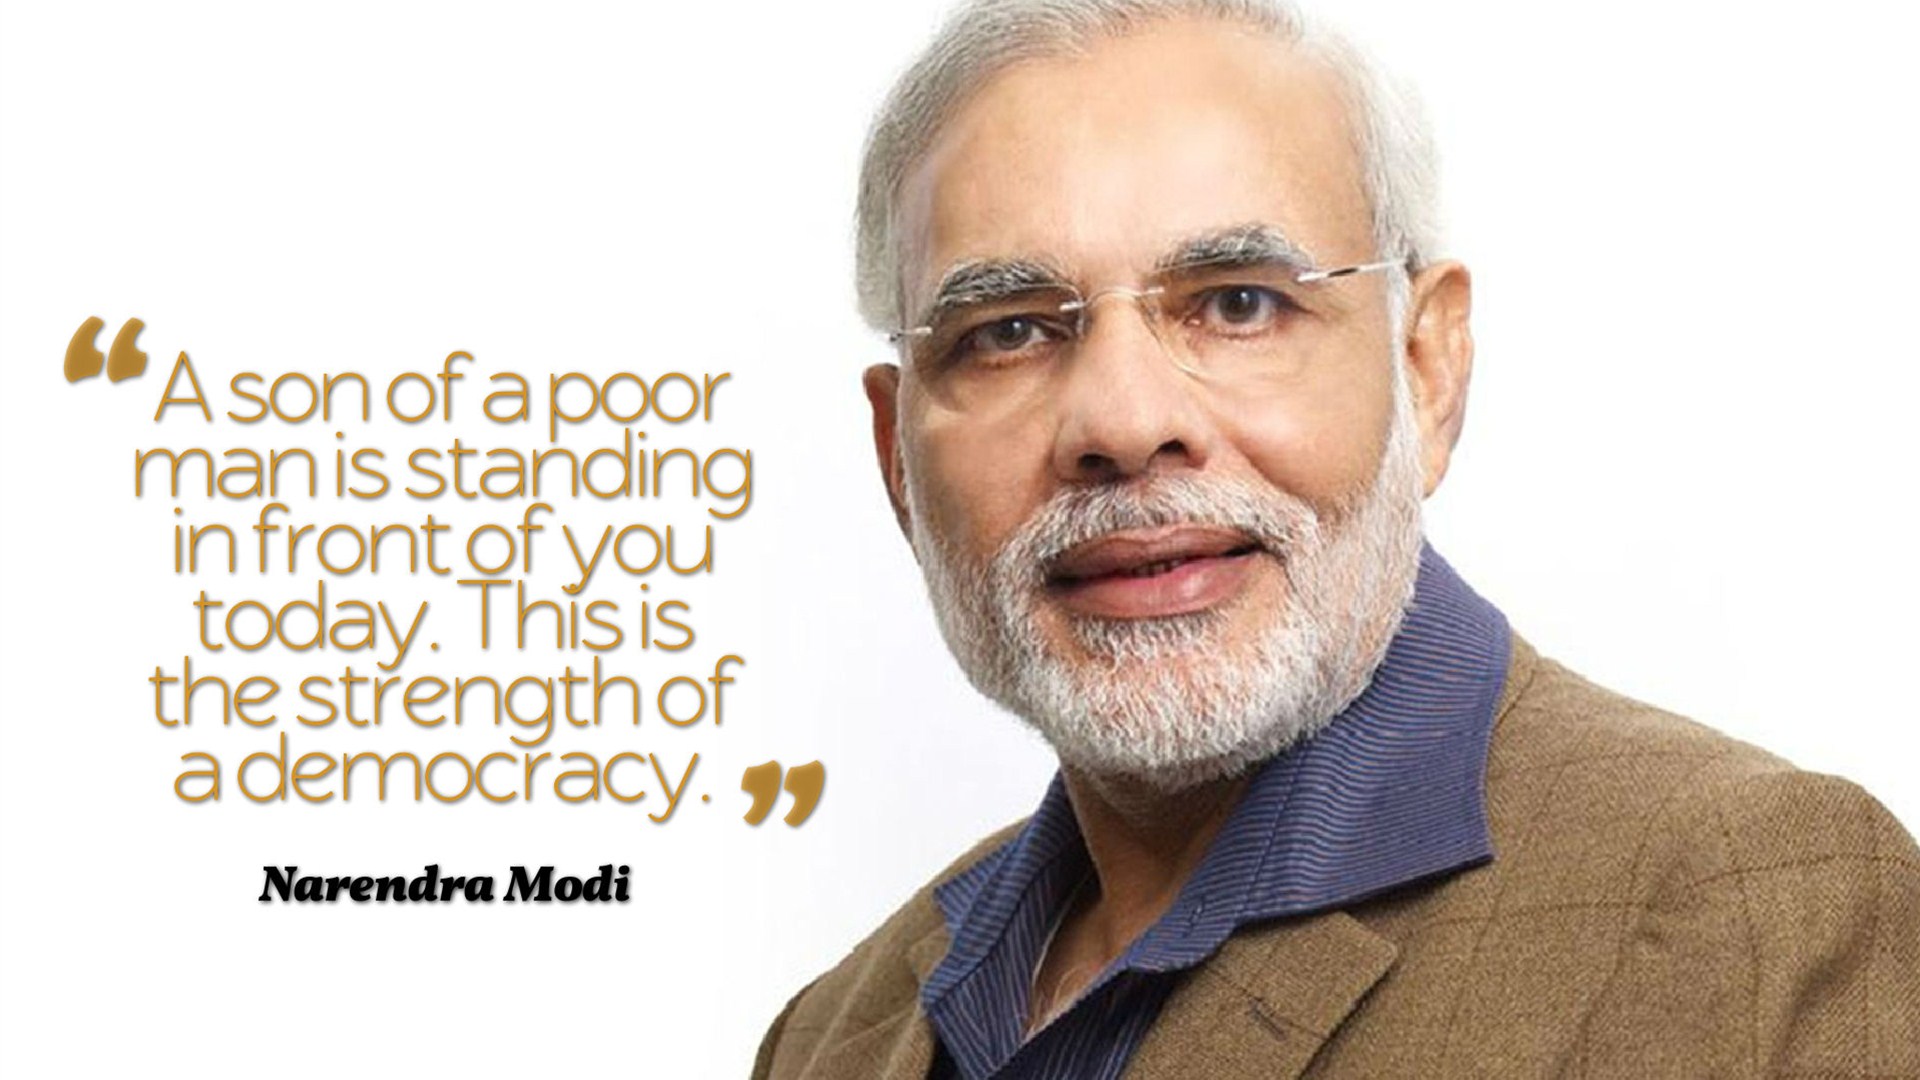 “A son of a poor
man is standing
in front of you
today. This is
the strength of
a democracy.”
Narendra Modi